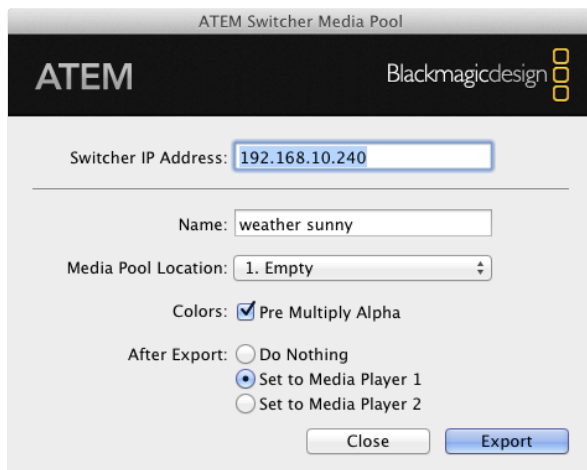 ATEM Switcher Media Pool
ATEM
Blackmagicdesign
Switcher IP Address: 192.168.10.240
Name: weather sunny
Media Pool Location: 1. Empty
Colors: Pre Multiply Alpha
After Export: Do Nothing
Set to Media Player 1
Set to Media Player 2
Close Export